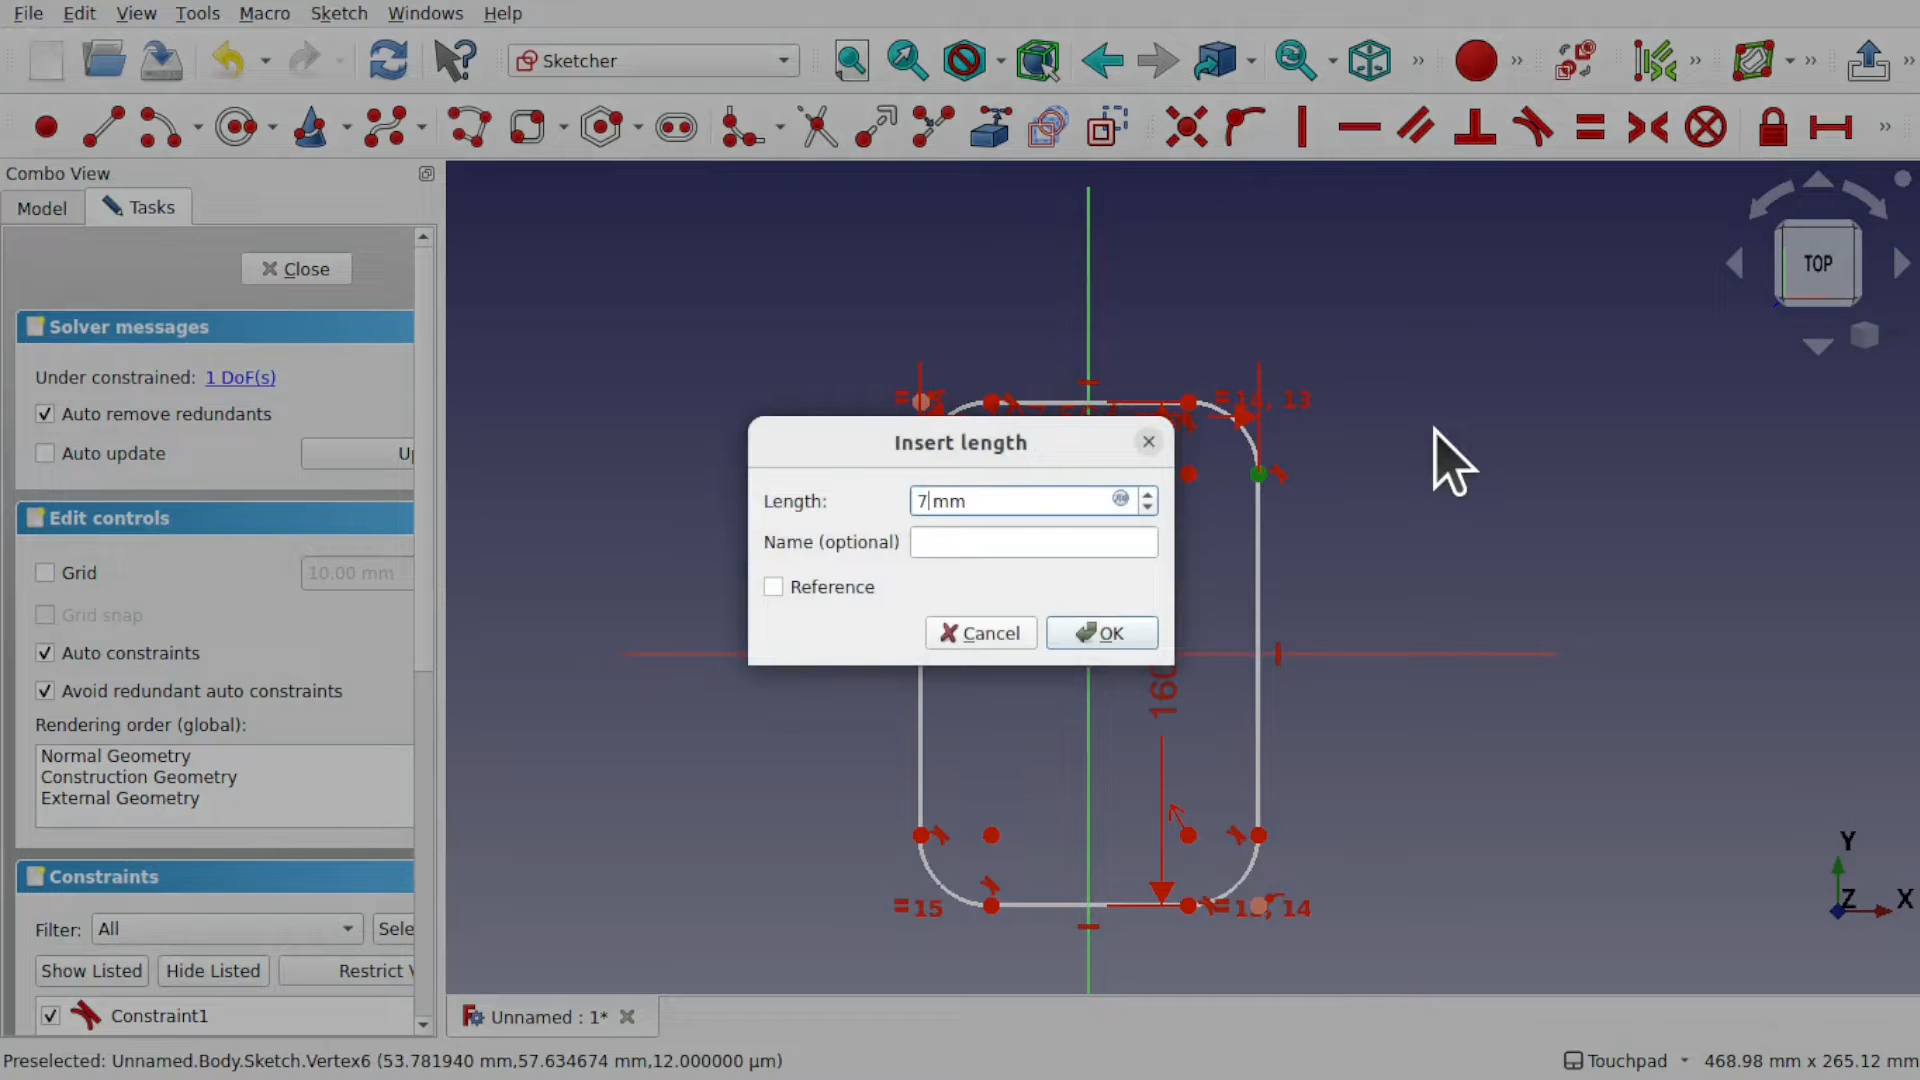 File Edit View Tools Macro Sketch Windows Help
Sketcher
Combo View
Model Tasks
Close
Solver messages
Under constrained: 1 DoF(s)
Auto remove redundants
Auto update
Edit controls
Grid 10.00 mm
Grid snap
Auto constraints
Avoid redundant auto constraints
Rendering order (global):
Normal Geometry
Construction Geometry
External Geometry
Constraints
Filter: All
Show Listed Hide Listed Restrict
Constraint1
TOP
Insert length
Length: 7 mm
Name (optional)
Reference
Cancel OK
160
=15
14
Y
Z X
Unnamed : 1*
Preselected: Unnamed.Body.Sketch.Vertex6 (53.781940 mm,57.634674 mm,12.000000 µm)
Touchpad 468.98 mm x 265.12 mm